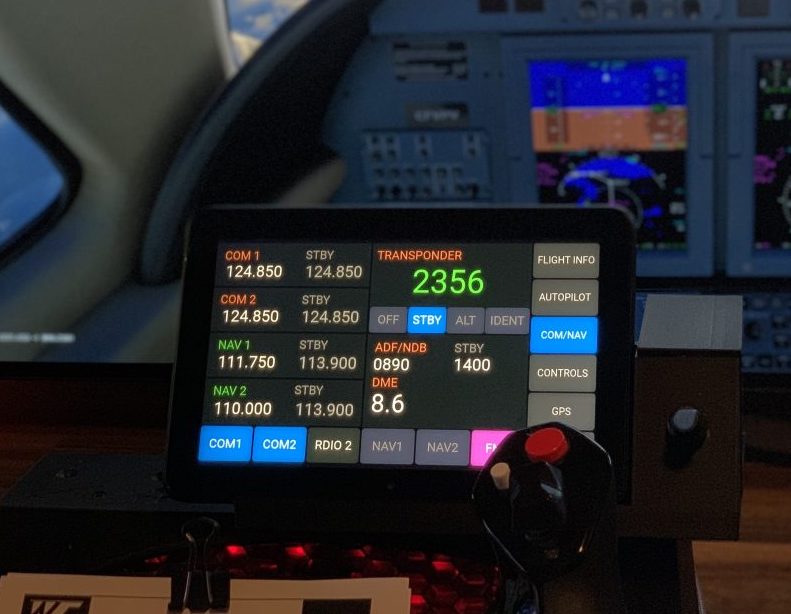 COM 1 STBY
124.850 124.850
COM 2 STBY
124.850 124.850
NAV 1 STBY
111.750 113.900
NAV 2 STBY
110.000 113.900
TRANSPONDER
2356
OFF STBY ALT IDENT
ADF/NDB STBY
0890 1400
DME
8.6
FLIGHT INFO
AUTOPILOT
COM/NAV
CONTROLS
GPS
COM1 COM2 RDIO 2 NAV1 NAV2